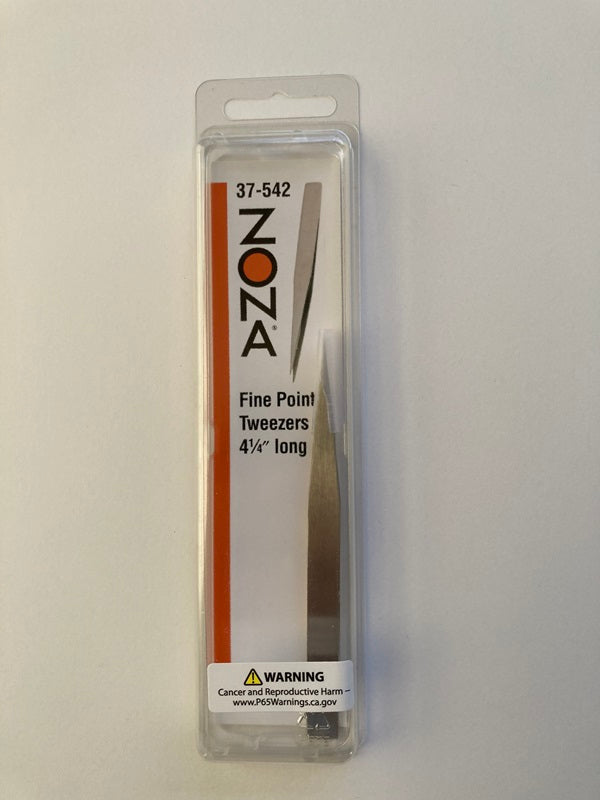 37-542
ZONA®
Fine Point
Tweezers
4¼″ long
⚠ WARNING
Cancer and Reproductive Harm –
www.P65Warnings.ca.gov